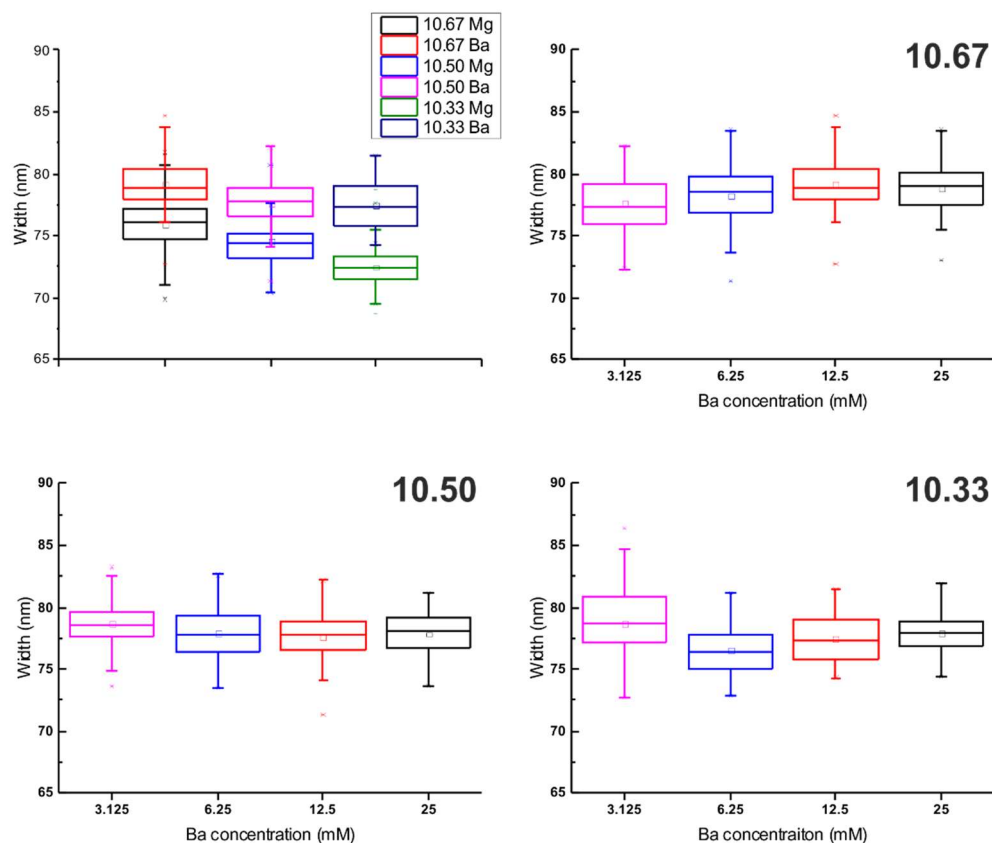 10.67 Mg
10.67 Ba
10.50 Mg
10.50 Ba
10.33 Mg
10.33 Ba
90
85
80
75
70
65
Width (nm)
10.67
90
85
80
75
70
65
Width (nm)
3.125 6.25 12.5 25
Ba concentration (mM)
10.50
90
85
80
75
70
65
Width (nm)
3.125 6.25 12.5 25
Ba concentration (mM)
10.33
90
85
80
75
70
65
Width (nm)
3.125 6.25 12.5 25
Ba concentraiton (mM)